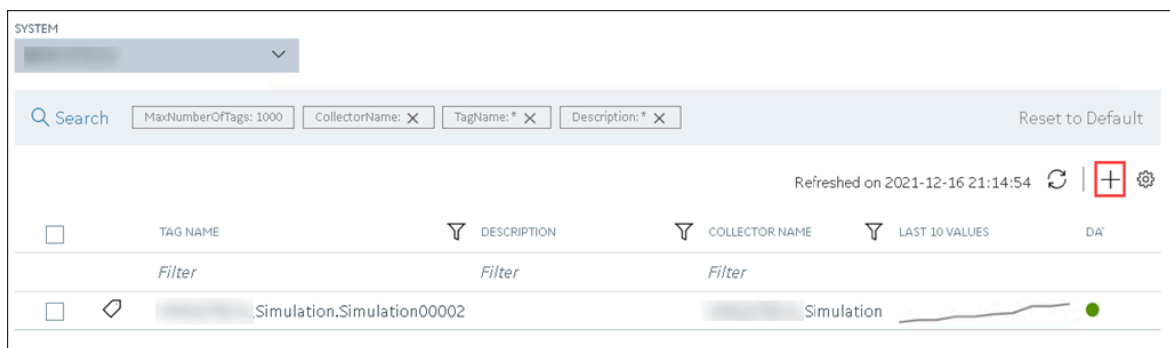 SYSTEM
Search MaxNumberOfTags: 1000 CollectorName: TagName: * Description: * Reset to Default
Refreshed on 2021-12-16 21:14:54
TAG NAME DESCRIPTION COLLECTOR NAME LAST 10 VALUES DA
Filter Filter Filter
.Simulation.Simulation00002 Simulation